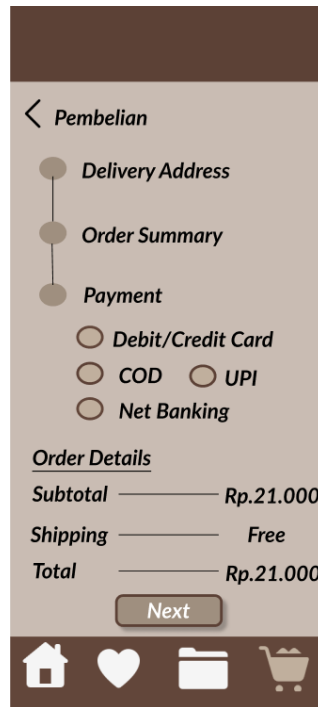 Pembelian
Delivery Address
Order Summary
Payment
Debit/Credit Card
COD UPI
Net Banking
Order Details
Subtotal Rp.21.000
Shipping Free
Total Rp.21.000
Next